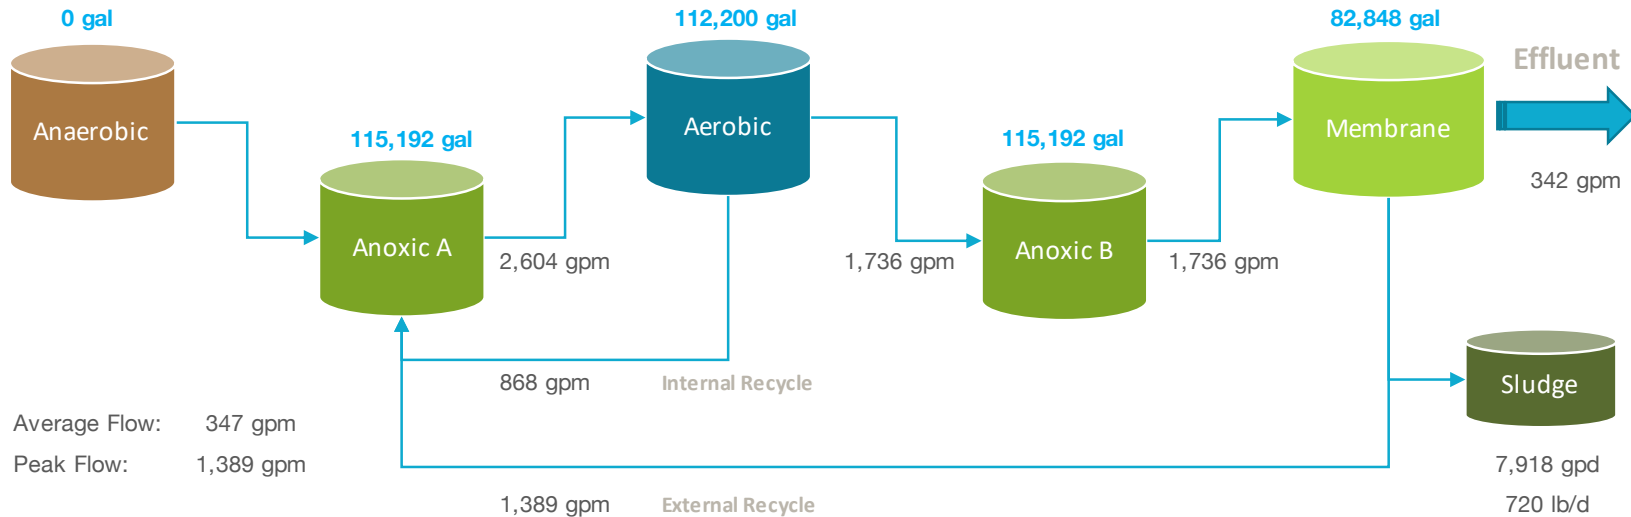 0 gal
112,200 gal
82,848 gal
Effluent
Anaerobic
Aerobic
Membrane
115,192 gal
115,192 gal
342 gpm
Anoxic A
Anoxic B
2,604 gpm
1,736 gpm
1,736 gpm
868 gpm
Internal Recycle
Sludge
Average Flow: 347 gpm
Peak Flow: 1,389 gpm
7,918 gpd
1,389 gpm
External Recycle
720 lb/d